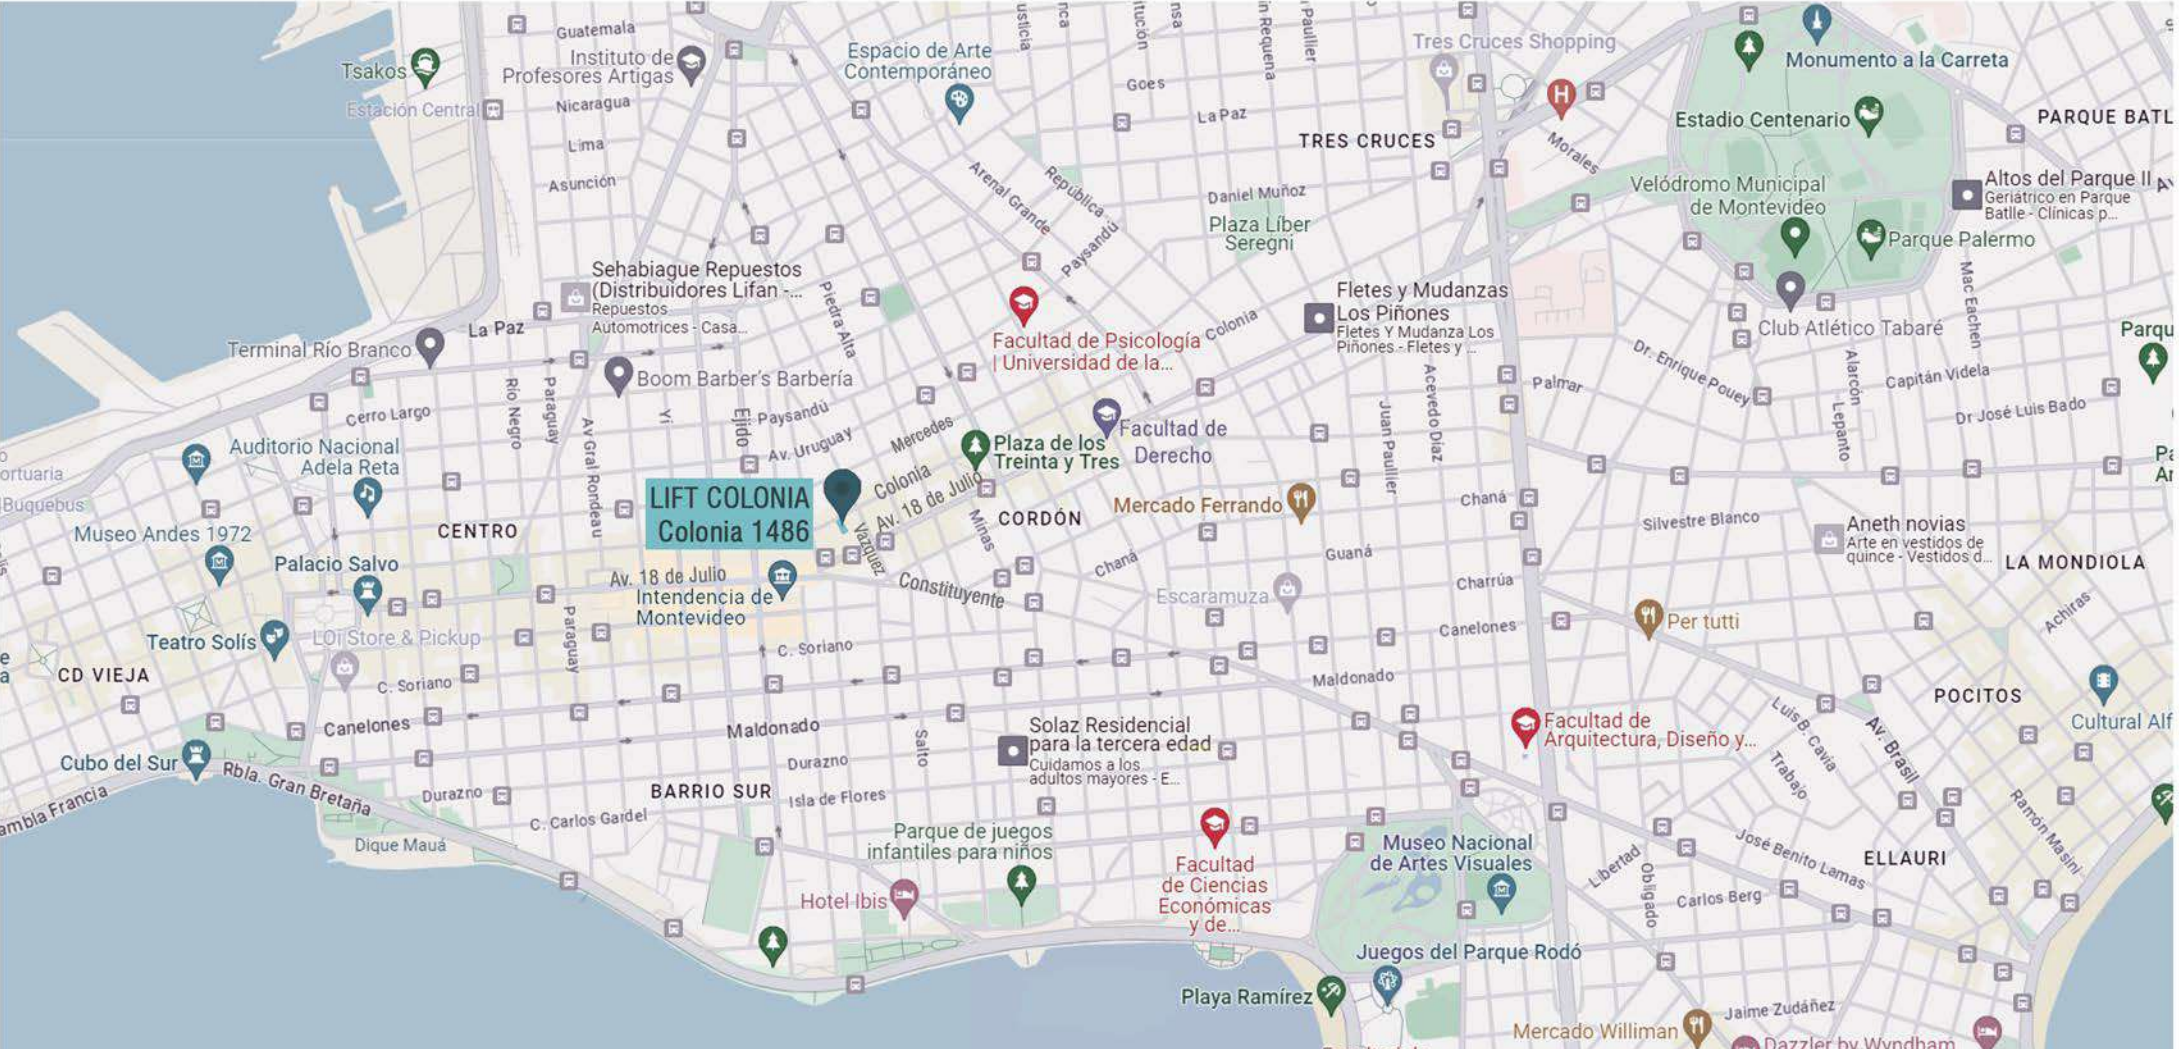 Guatemala
Instituto de
Profesores Artigas
Tsakos
Estación Central
Nicaragua
Lima
Asunción
Espacio de Arte
Contemporáneo
Goes
La Paz
Tres Cruces Shopping
TRES CRUCES
Morales
Monumento a la Carreta
Estadio Centenario
PARQUE BATL
Velódromo Municipal
de Montevideo
Altos del Parque II
Geriátrico en Parque
Batlle - Clínicas p...
Parque Palermo
Arenal Grande
República
Paysandú
Daniel Muñoz
Plaza Líber
Seregni
n Requena
Paullier
usticia
nca
itución
nsa
Sehabiague Repuestos
(Distribuidores Lifan -...
Repuestos
Automotrices - Casa...
La Paz
Terminal Río Branco
Boom Barber's Barbería
Piedra Alta
Facultad de Psicología
| Universidad de la...
Colonia
Fletes y Mudanzas
Los Piñones
Fletes Y Mudanza Los
Piñones - Fletes y ...
Club Atlético Tabaré
Mac Eachen
Parqu
Dr. Enrique Pouey
Alarcón
Capitán Videla
Palmar
Lepanto
Dr José Luis Bado
Acevedo Díaz
Juan Paullier
Cerro Largo
Río Negro
Paraguay
Av Gral Rondeau
Yí
Ejido
Paysandú
Av. Uruguay
Mercedes
Plaza de los
Treinta y Tres
Facultad de
Derecho
Auditorio Nacional
Adela Reta
ortuaria
Buquebus
LIFT COLONIA
Colonia 1486
Colonia
Av. 18 de Julio
Vázquez
Minas
CORDÓN
Mercado Ferrando
Chaná
Silvestre Blanco
Aneth novias
Arte en vestidos de
quince - Vestidos d...
LA MONDIOLA
Museo Andes 1972
CENTRO
Palacio Salvo
Av. 18 de Julio
Intendencia de
Montevideo
Constituyente
Chaná
Guaná
Escaramuza
Charrúa
Canelones
Per tutti
Achiras
Teatro Solís
LOi Store & Pickup
Paraguay
C. Soriano
CD VIEJA
C. Soriano
Canelones
Maldonado
Maldonado
POCITOS
Cultural Alf
Salto
Solaz Residencial
para la tercera edad
Cuidamos a los
adultos mayores - E...
Facultad de
Arquitectura, Diseño y...
Luis B. Cavia
Av. Brasil
Trabajo
Cubo del Sur
Rbla. Gran Bretaña
ambla Francia
Durazno
Durazno
BARRIO SUR
Isla de Flores
C. Carlos Gardel
Dique Mauá
Parque de juegos
infantiles para niños
Hotel Ibis
Facultad
de Ciencias
Económicas
y de...
Museo Nacional
de Artes Visuales
Libertad
Obligado
José Benito Lamas
ELLAURI
Ramón Masini
Carlos Berg
Juegos del Parque Rodó
Playa Ramírez
Mercado Williman
Jaime Zudáñez
Dazzler by Wyndham